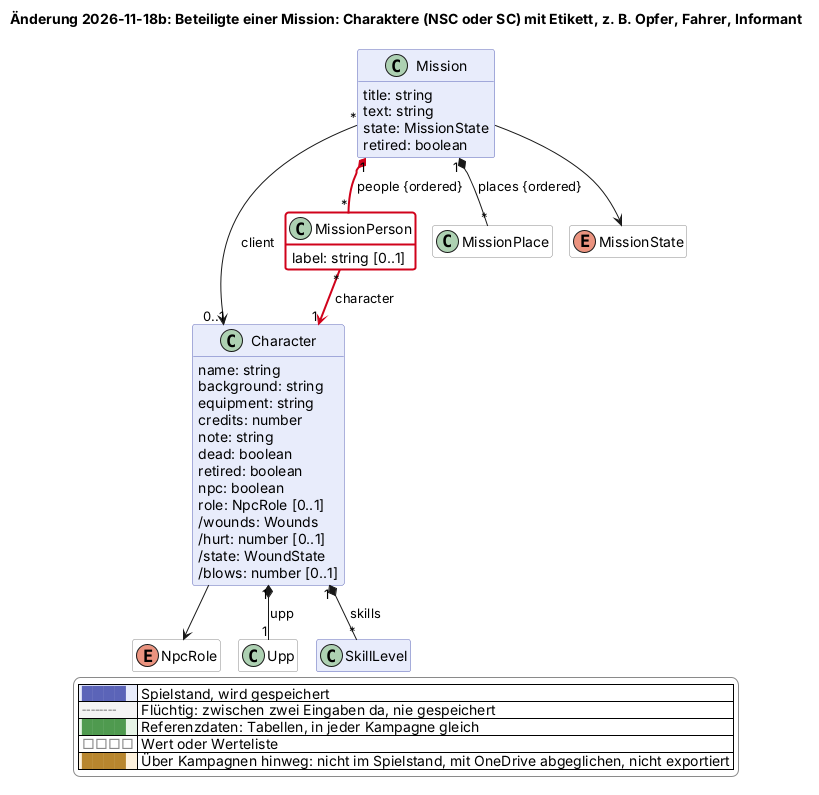 Änderung 2026-11-18b: Beteiligte einer Mission: Charaktere (NSC oder SC) mit Etikett, z. B. Opfer, Fahrer, Informant
C Mission
title: string
text: string
state: MissionState
retired: boolean
*
1
1
people {ordered}
places {ordered}
*
*
client
C MissionPerson
label: string [0..1]
C MissionPlace
E MissionState
*
character
0..1
1
C Character
name: string
background: string
equipment: string
credits: number
note: string
dead: boolean
retired: boolean
npc: boolean
role: NpcRole [0..1]
/wounds: Wounds
/hurt: number [0..1]
/state: WoundState
/blows: number [0..1]
1
1
upp
skills
1
*
E NpcRole
C Upp
C SkillLevel
Spielstand, wird gespeichert
-------- Flüchtig: zwischen zwei Eingaben da, nie gespeichert
Referenzdaten: Tabellen, in jeder Kampagne gleich
□□□□ Wert oder Werteliste
Über Kampagnen hinweg: nicht im Spielstand, mit OneDrive abgeglichen, nicht exportiert